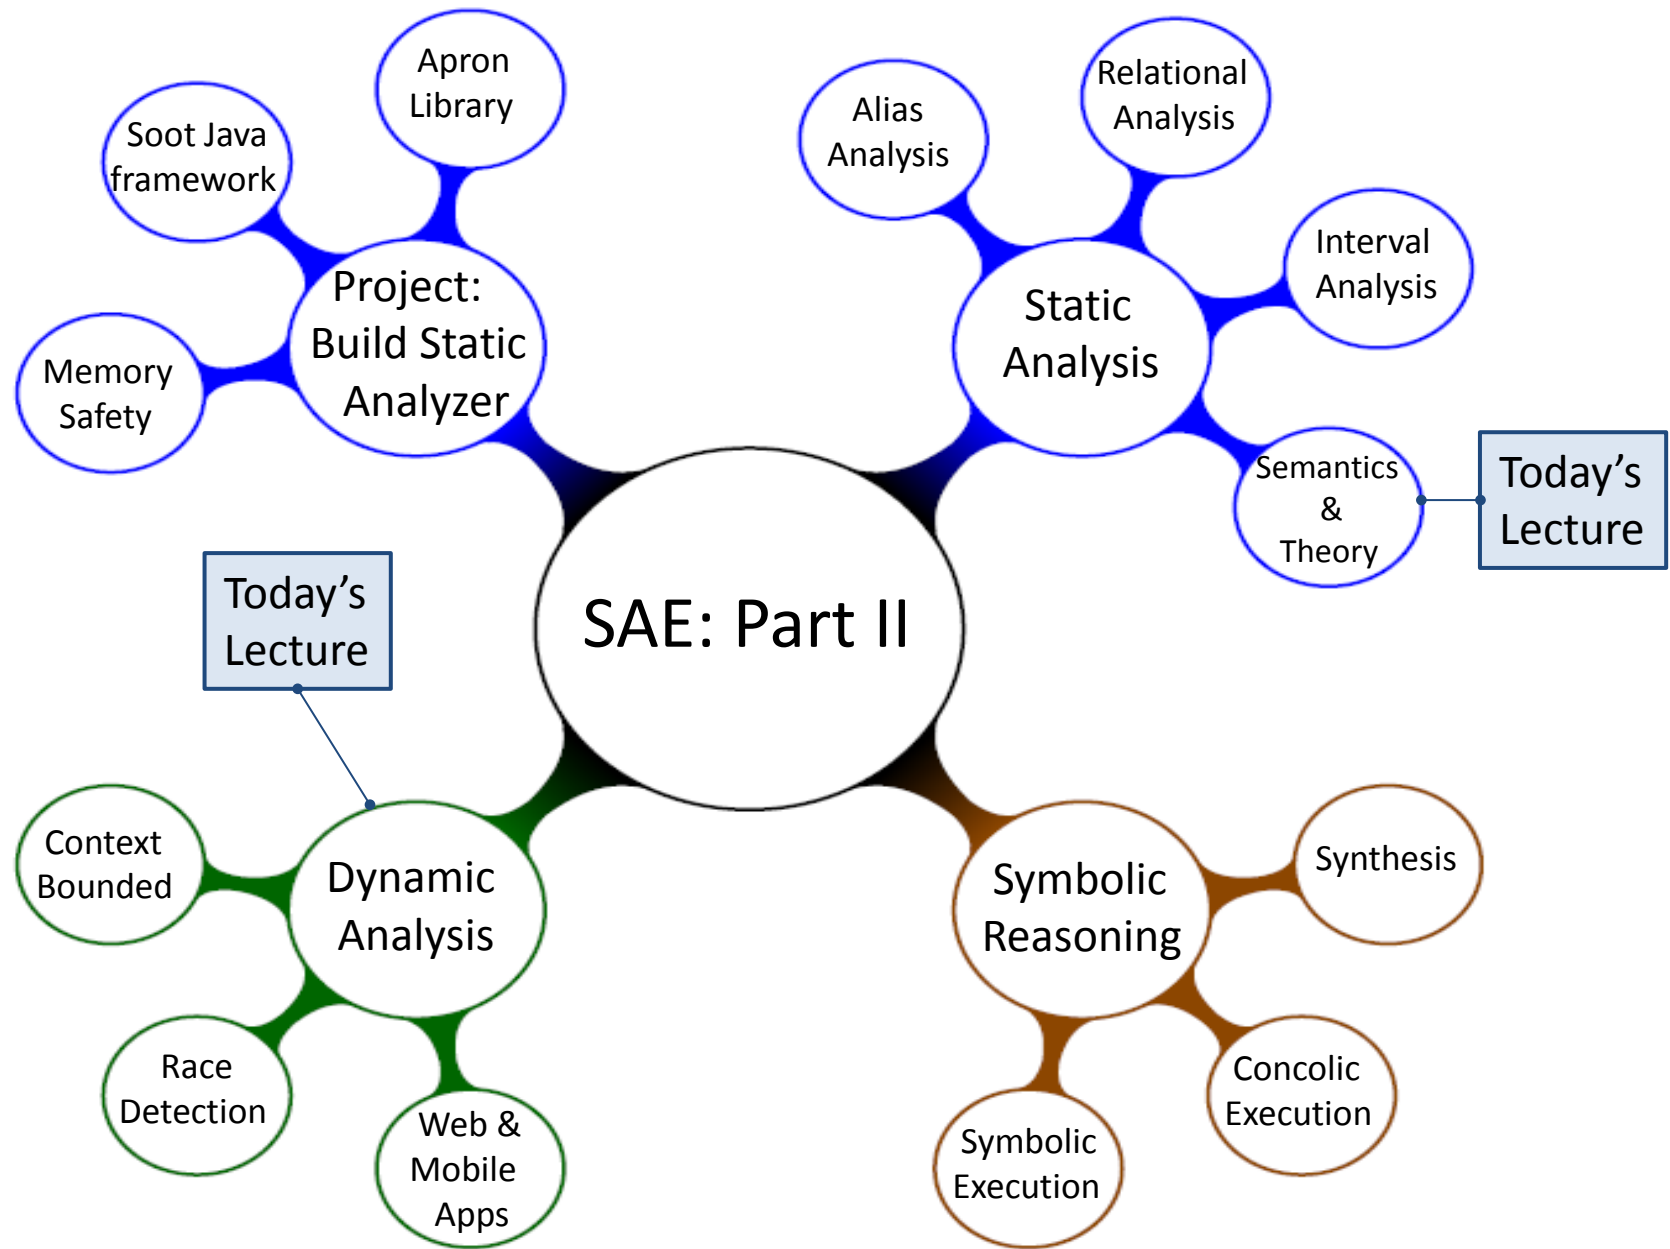 Apron
Library
Soot Java
framework
Memory
Safety
Project:
Build Static
Analyzer
Alias
Analysis
Relational
Analysis
Interval
Analysis
Static
Analysis
Semantics
&
Theory
Today's
Lecture
SAE: Part II
Today's
Lecture
Context
Bounded
Dynamic
Analysis
Race
Detection
Web &
Mobile
Apps
Symbolic
Reasoning
Synthesis
Concolic
Execution
Symbolic
Execution